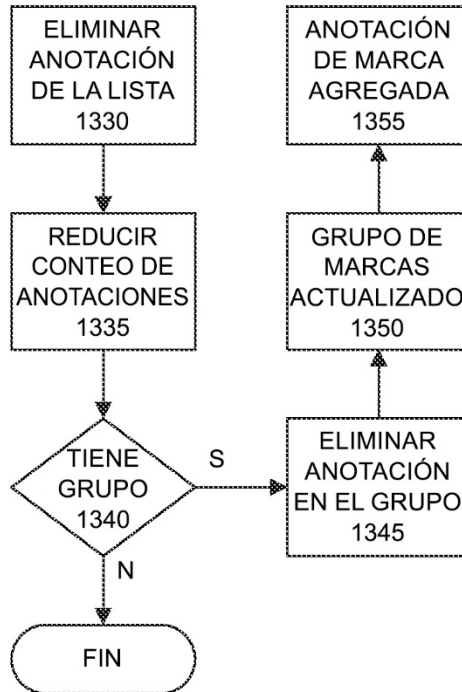 ELIMINAR
ANOTACIÓN
DE LA LISTA
1330
REDUCIR
CONTEO DE
ANOTACIONES
1335
TIENE
GRUPO
1340
S
N
FIN
ELIMINAR
ANOTACIÓN
EN EL GRUPO
1345
GRUPO DE
MARCAS
ACTUALIZADO
1350
ANOTACIÓN
DE MARCA
AGREGADA
1355